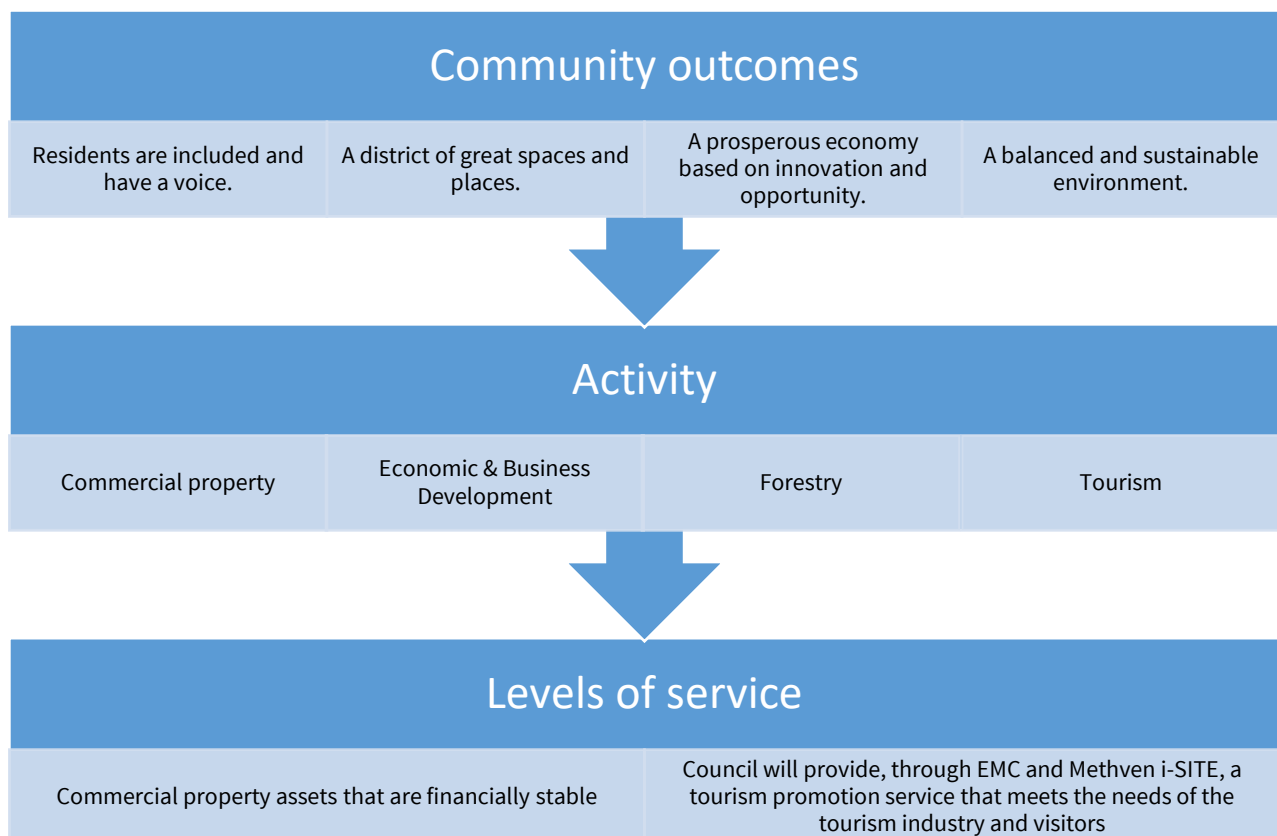 Community outcomes
Residents are included and
have a voice.
A district of great spaces and
places.
A prosperous economy
based on innovation and
opportunity.
A balanced and sustainable
environment.
Activity
Commercial property
Economic & Business
Development
Forestry
Tourism
Levels of service
Commercial property assets that are financially stable
Council will provide, through EMC and Methven i-SITE, a
tourism promotion service that meets the needs of the
tourism industry and visitors